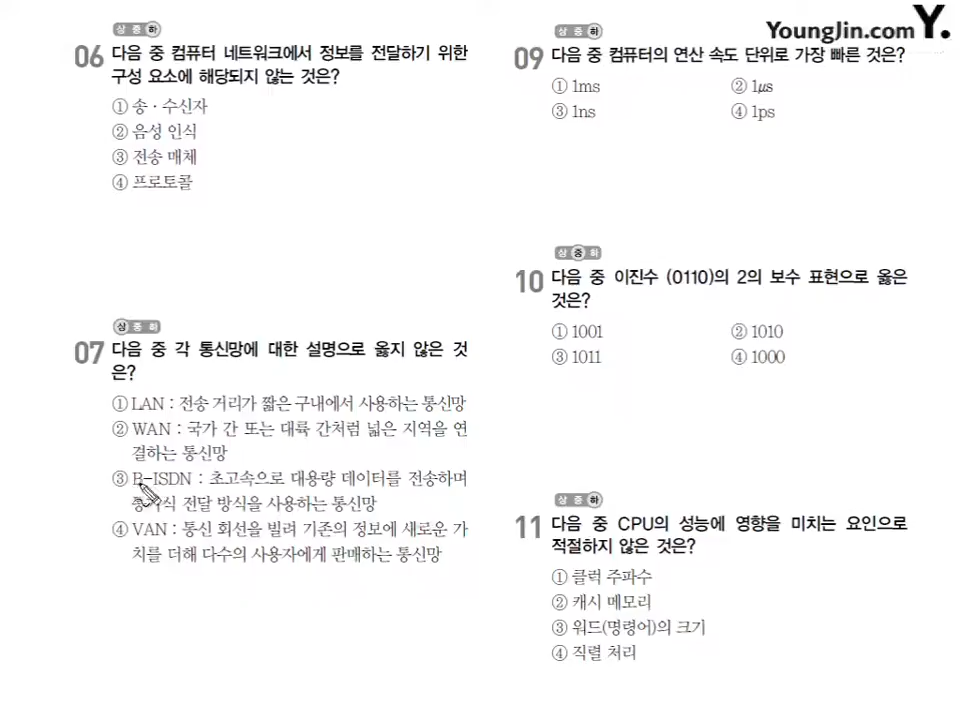 YoungJin.com Y.
상 중 하
06 다음 중 컴퓨터 네트워크에서 정보를 전달하기 위한
구성 요소에 해당되지 않는 것은?
① 송·수신자
② 음성 인식
③ 전송 매체
④ 프로토콜
상 중 하
07 다음 중 각 통신망에 대한 설명으로 옳지 않은 것
은?
① LAN : 전송 거리가 짧은 구내에서 사용하는 통신망
② WAN : 국가 간 또는 대륙 간처럼 넓은 지역을 연
결하는 통신망
③ B-ISDN : 초고속으로 대용량 데이터를 전송하며
전달 방식을 사용하는 통신망
④ VAN : 통신 회선을 빌려 기존의 정보에 새로운 가
치를 더해 다수의 사용자에게 판매하는 통신망
상 중 하
09 다음 중 컴퓨터의 연산 속도 단위로 가장 빠른 것은?
① 1ms ② 1μs
③ 1ns ④ 1ps
상 중 하
10 다음 중 이진수 (0110)의 2의 보수 표현으로 옳은
것은?
① 1001 ② 1010
③ 1011 ④ 1000
상 중 하
11 다음 중 CPU의 성능에 영향을 미치는 요인으로
적절하지 않은 것은?
① 클럭 주파수
② 캐시 메모리
③ 워드(명령어)의 크기
④ 직렬 처리